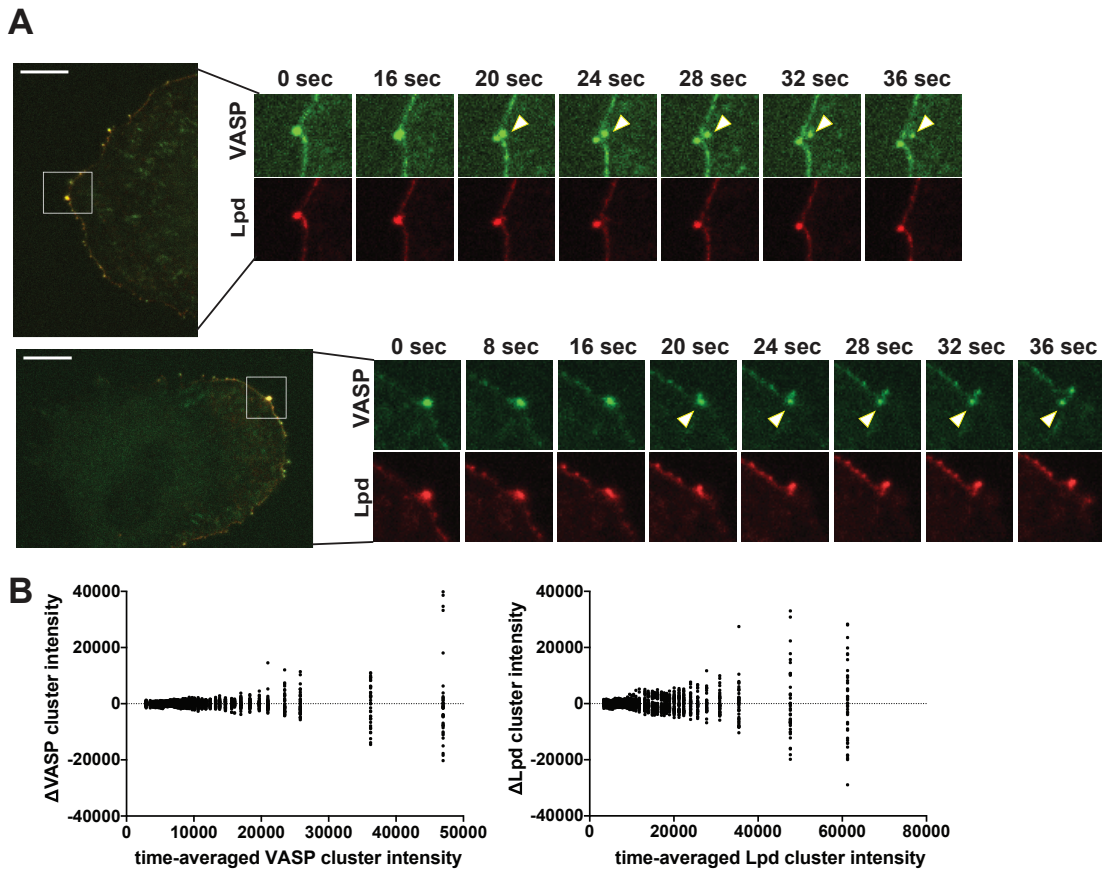 A
0 sec 16 sec 20 sec 24 sec 28 sec 32 sec 36 sec
VASP
Lpd
0 sec 8 sec 16 sec 20 sec 24 sec 28 sec 32 sec 36 sec
VASP
Lpd
B
ΔVASP cluster intensity
40000
20000
0
-20000
-40000
0 10000 20000 30000 40000 50000
time-averaged VASP cluster intensity
ΔLpd cluster intensity
40000
20000
0
-20000
-40000
0 20000 40000 60000 80000
time-averaged Lpd cluster intensity